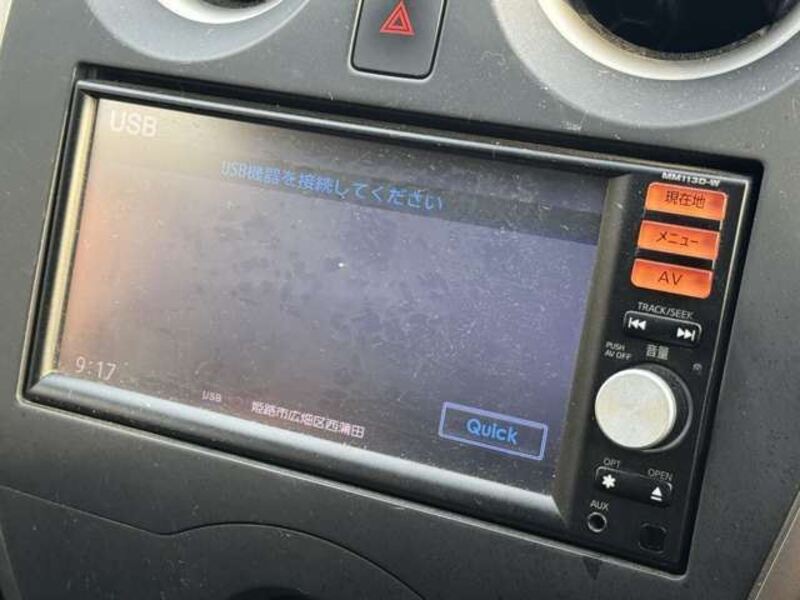 USB
USB機器を接続してください
9:17
USB
姫路市広畑区西蒲田
Quick
MM113D-W
現在地
メニュー
AV
TRACK/SEEK
PUSH
AV OFF
音量
OPT
OPEN
AUX